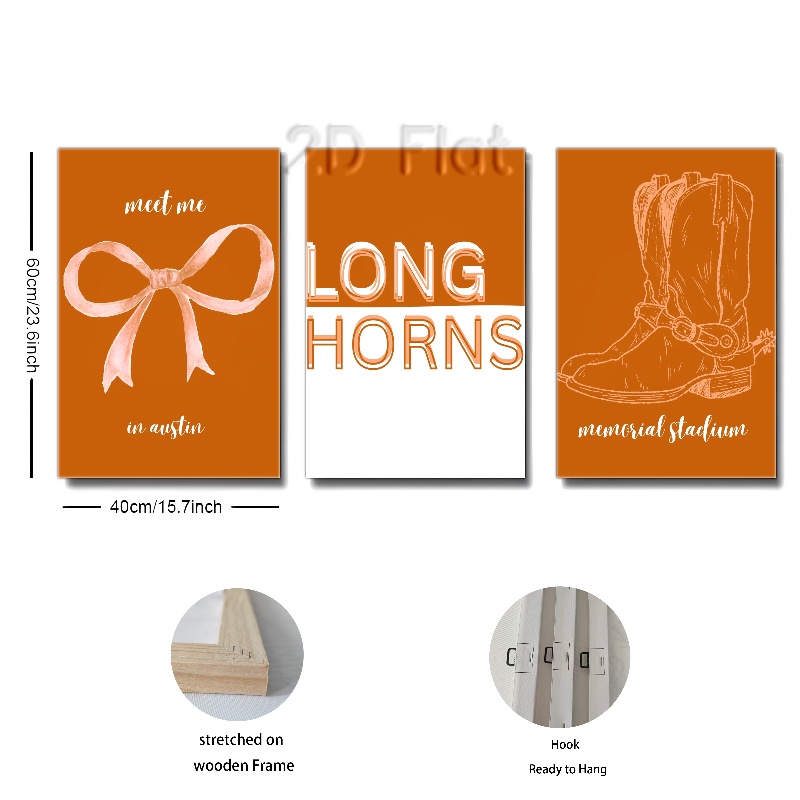 2D Flat
meet me
in austin
LONG
HORNS
memorial stadium
60cm/23.6inch
40cm/15.7inch
stretched on
wooden Frame
Hook
Ready to Hang